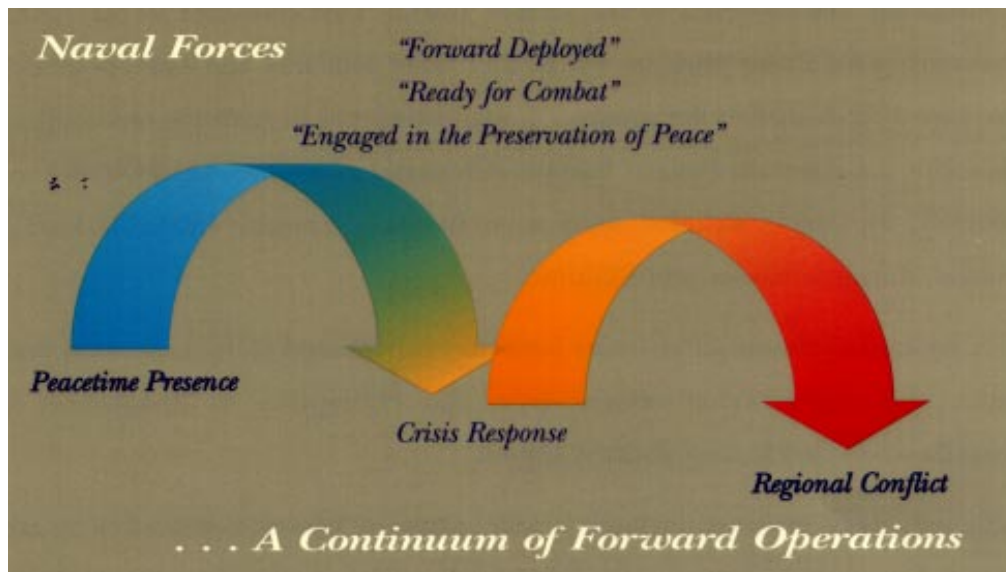 Naval Forces
"Forward Deployed"
"Ready for Combat"
"Engaged in the Preservation of Peace"
Peacetime Presence
Crisis Response
Regional Conflict
. . . A Continuum of Forward Operations